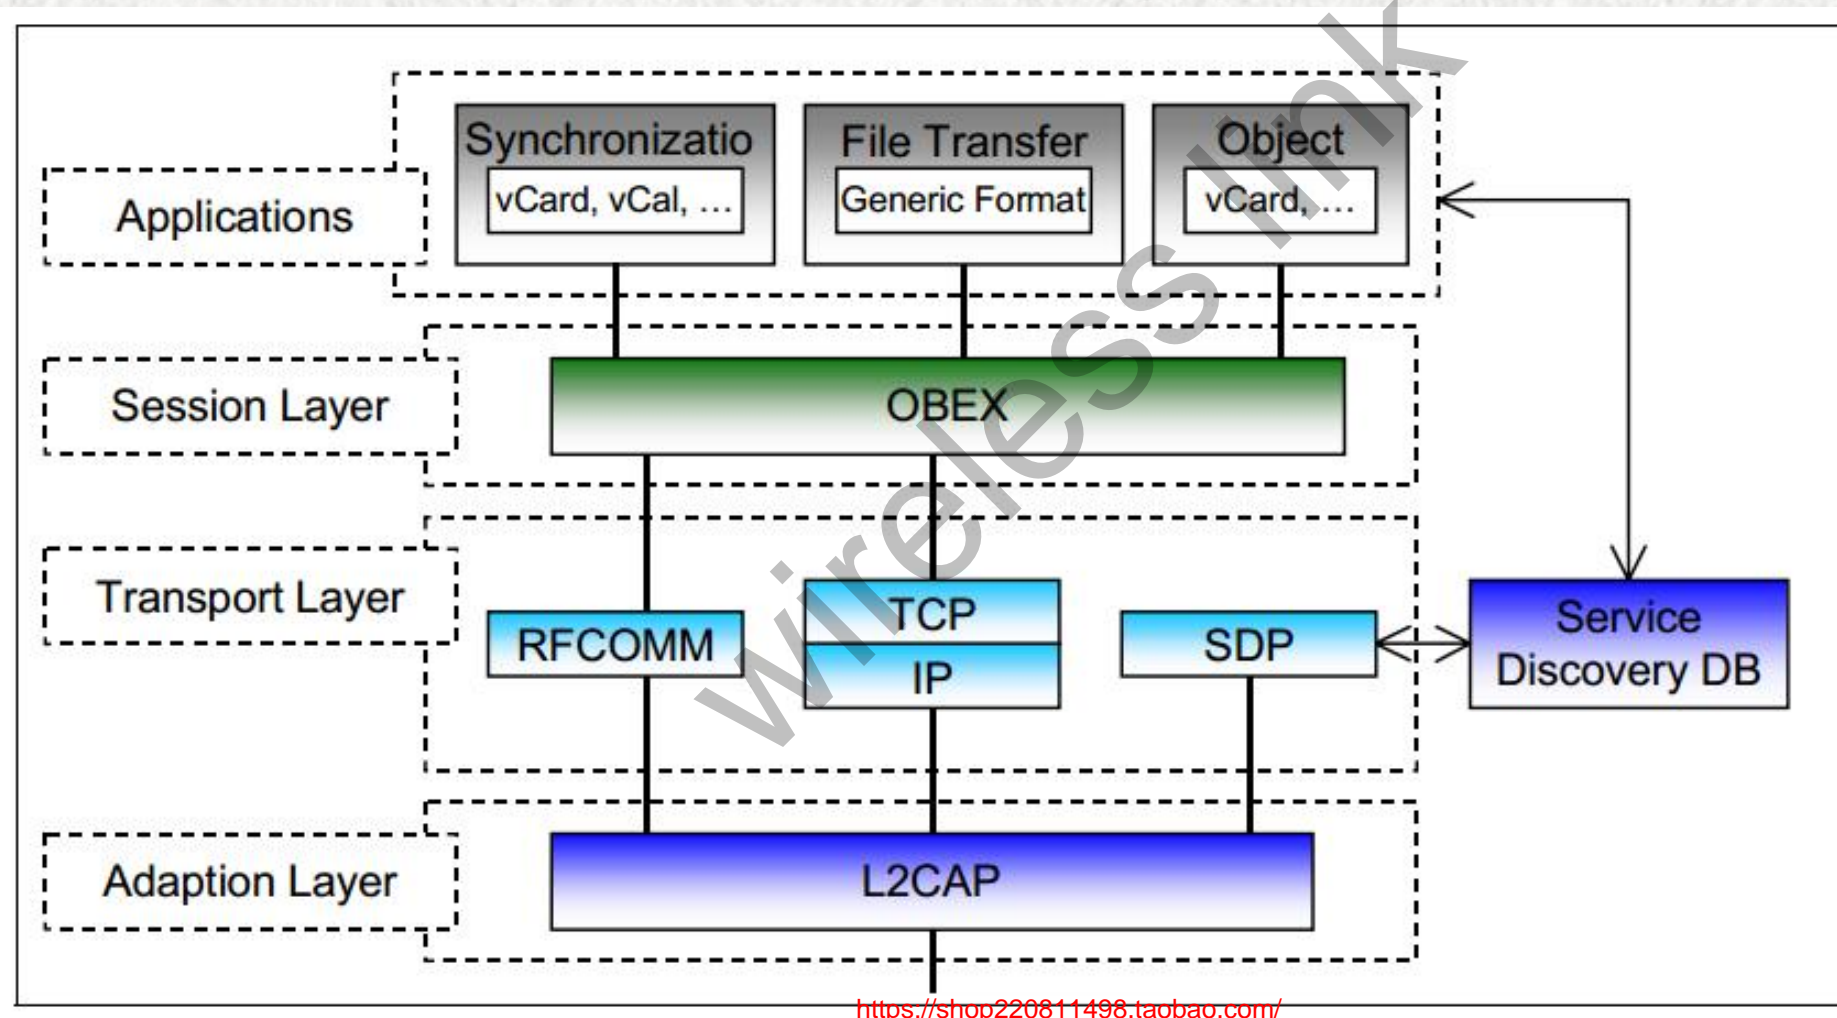 Synchronizatio
File Transfer
Object
vCard, vCal, ...
Generic Format
vCard, ...
Applications
Session Layer
OBEX
Transport Layer
RFCOMM
TCP
IP
SDP
Service
Discovery DB
Adaption Layer
L2CAP
wireless link
https://shop220811498.taobao.com/